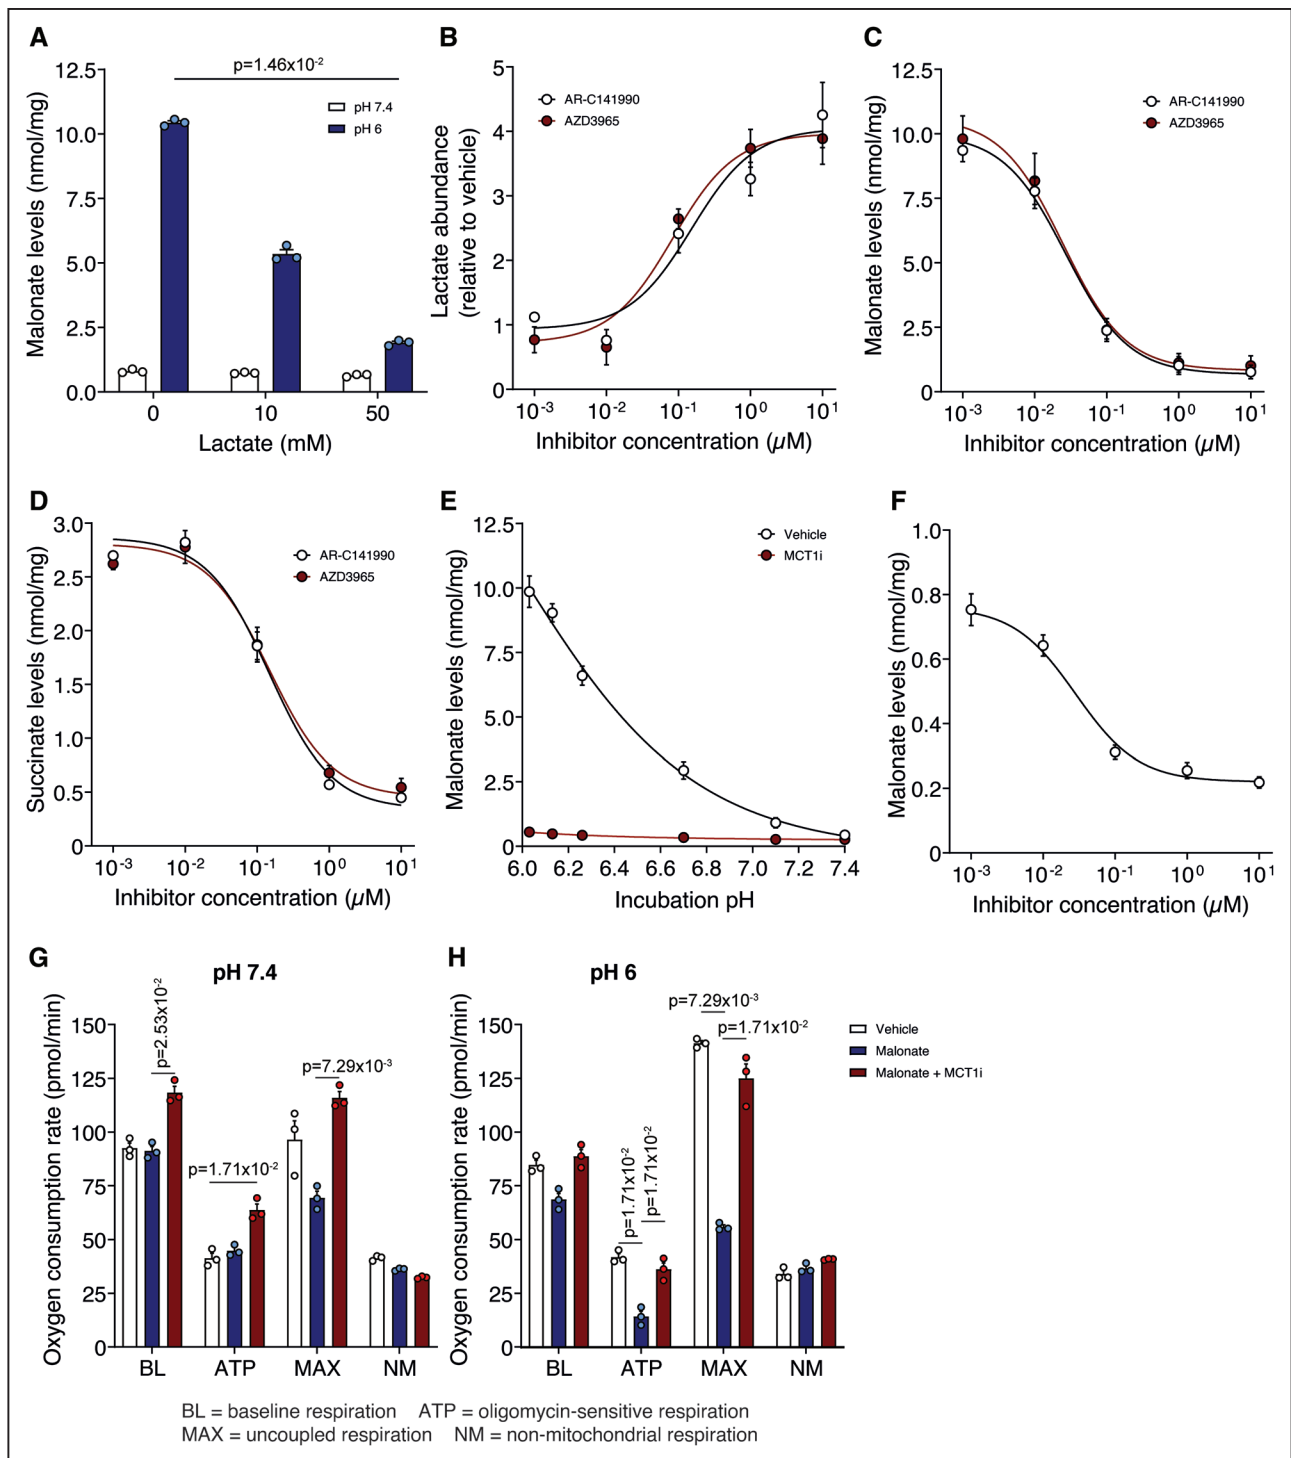 A
p=1.46x10-2
Malonate levels (nmol/mg)
12.5
10.0
7.5
5.0
2.5
0.0
pH 7.4
pH 6
0 10 50
Lactate (mM)
B
Lactate abundance
(relative to vehicle)
5
4
3
2
1
0
AR-C141990
AZD3965
10-3 10-2 10-1 100 101
Inhibitor concentration (µM)
C
Malonate levels (nmol/mg)
12.5
10.0
7.5
5.0
2.5
0
AR-C141990
AZD3965
10-3 10-2 10-1 100 101
Inhibitor concentration (µM)
D
Succinate levels (nmol/mg)
3.0
2.5
2.0
1.5
1.0
0.5
0
AR-C141990
AZD3965
10-3 10-2 10-1 100 101
Inhibitor concentration (µM)
E
Malonate levels (nmol/mg)
12.5
10.0
7.5
5.0
2.5
0
Vehicle
MCT1i
6.0 6.2 6.4 6.6 6.8 7.0 7.2 7.4
Incubation pH
F
Malonate levels (nmol/mg)
1.0
0.8
0.6
0.4
0.2
0
10-3 10-2 10-1 100 101
Inhibitor concentration (µM)
G
pH 7.4
Oxygen consumption rate (pmol/min)
150
125
100
75
50
25
0
p=2.53x10-2
p=1.71x10-2
p=7.29x10-3
BL ATP MAX NM
H
pH 6
Oxygen consumption rate (pmol/min)
150
125
100
75
50
25
0
p=1.71x10-2
p=1.71x10-2
p=7.29x10-3
p=1.71x10-2
BL ATP MAX NM
Vehicle
Malonate
Malonate + MCT1i
BL = baseline respiration ATP = oligomycin-sensitive respiration
MAX = uncoupled respiration NM = non-mitochondrial respiration